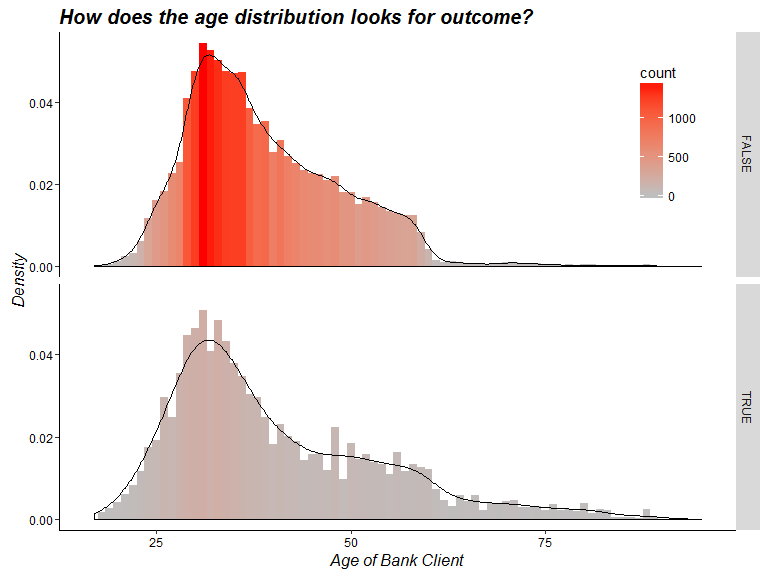 How does the age distribution looks for outcome?
count
1000
500
0
0.04
0.02
0.00
FALSE
Density
0.04
0.02
0.00
TRUE
25
50
75
Age of Bank Client